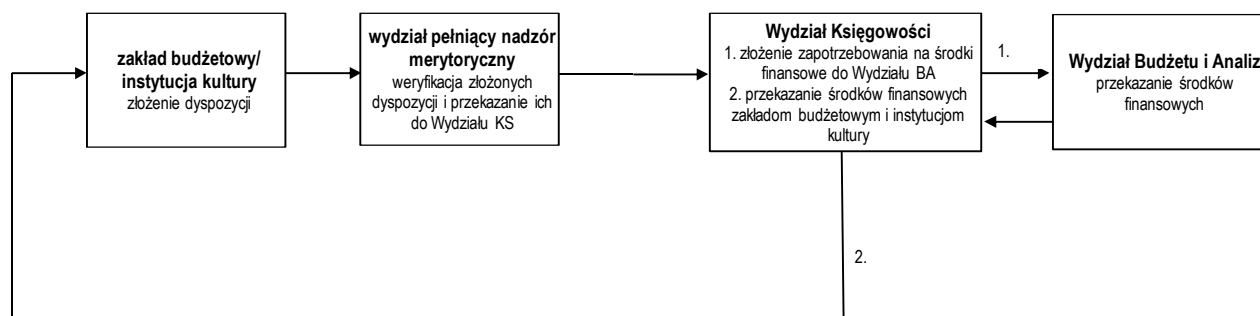 zakład budżetowy/
instytucja kultury
złożenie dyspozycji
wydział pełniący nadzór
merytoryczny
weryfikacja złożonych
dyspozycji i przekazanie ich
do Wydziału KS
Wydział Księgowości
1. złożenie zapotrzebowania na środki
finansowe do Wydziału BA
2. przekazanie środków finansowych
zakładom budżetowym i instytucjom
kultury
1.
Wydział Budżetu i Analiz
przekazanie środków
finansowych
2.